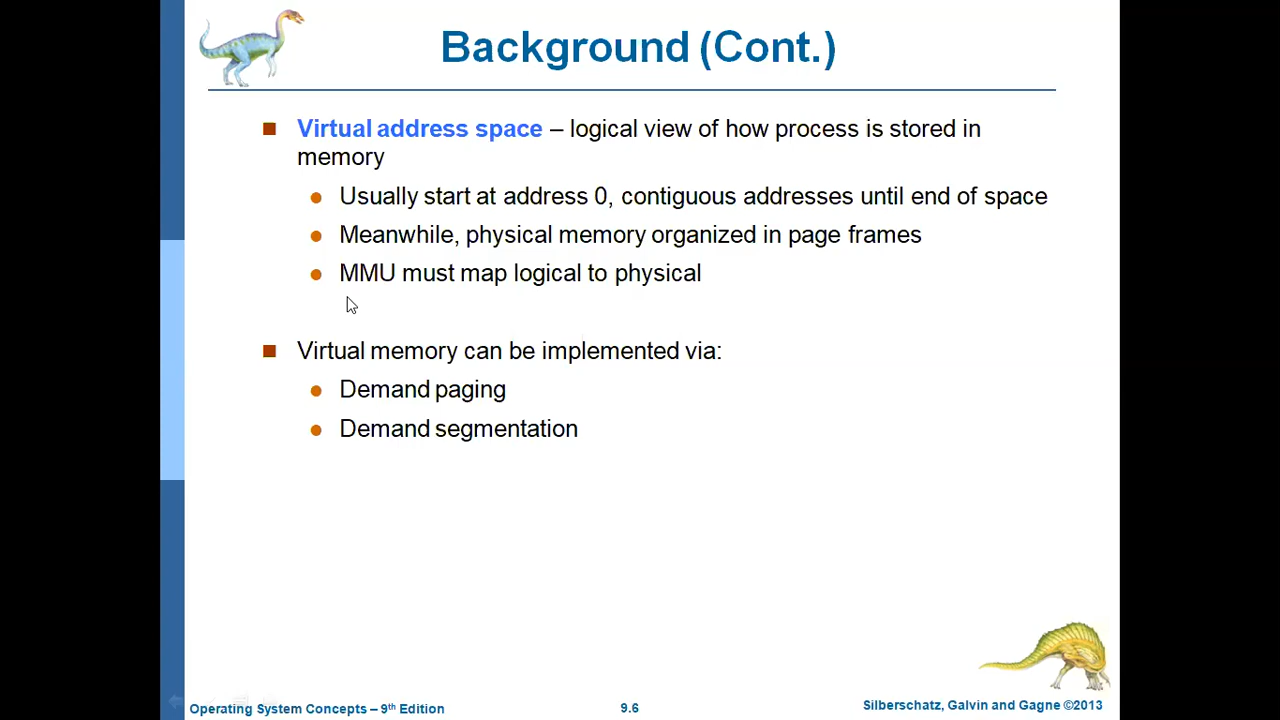 Background (Cont.)
Virtual address space – logical view of how process is stored in
memory
Usually start at address 0, contiguous addresses until end of space
Meanwhile, physical memory organized in page frames
MMU must map logical to physical
Virtual memory can be implemented via:
Demand paging
Demand segmentation
Operating System Concepts – 9th Edition
9.6
Silberschatz, Galvin and Gagne ©2013